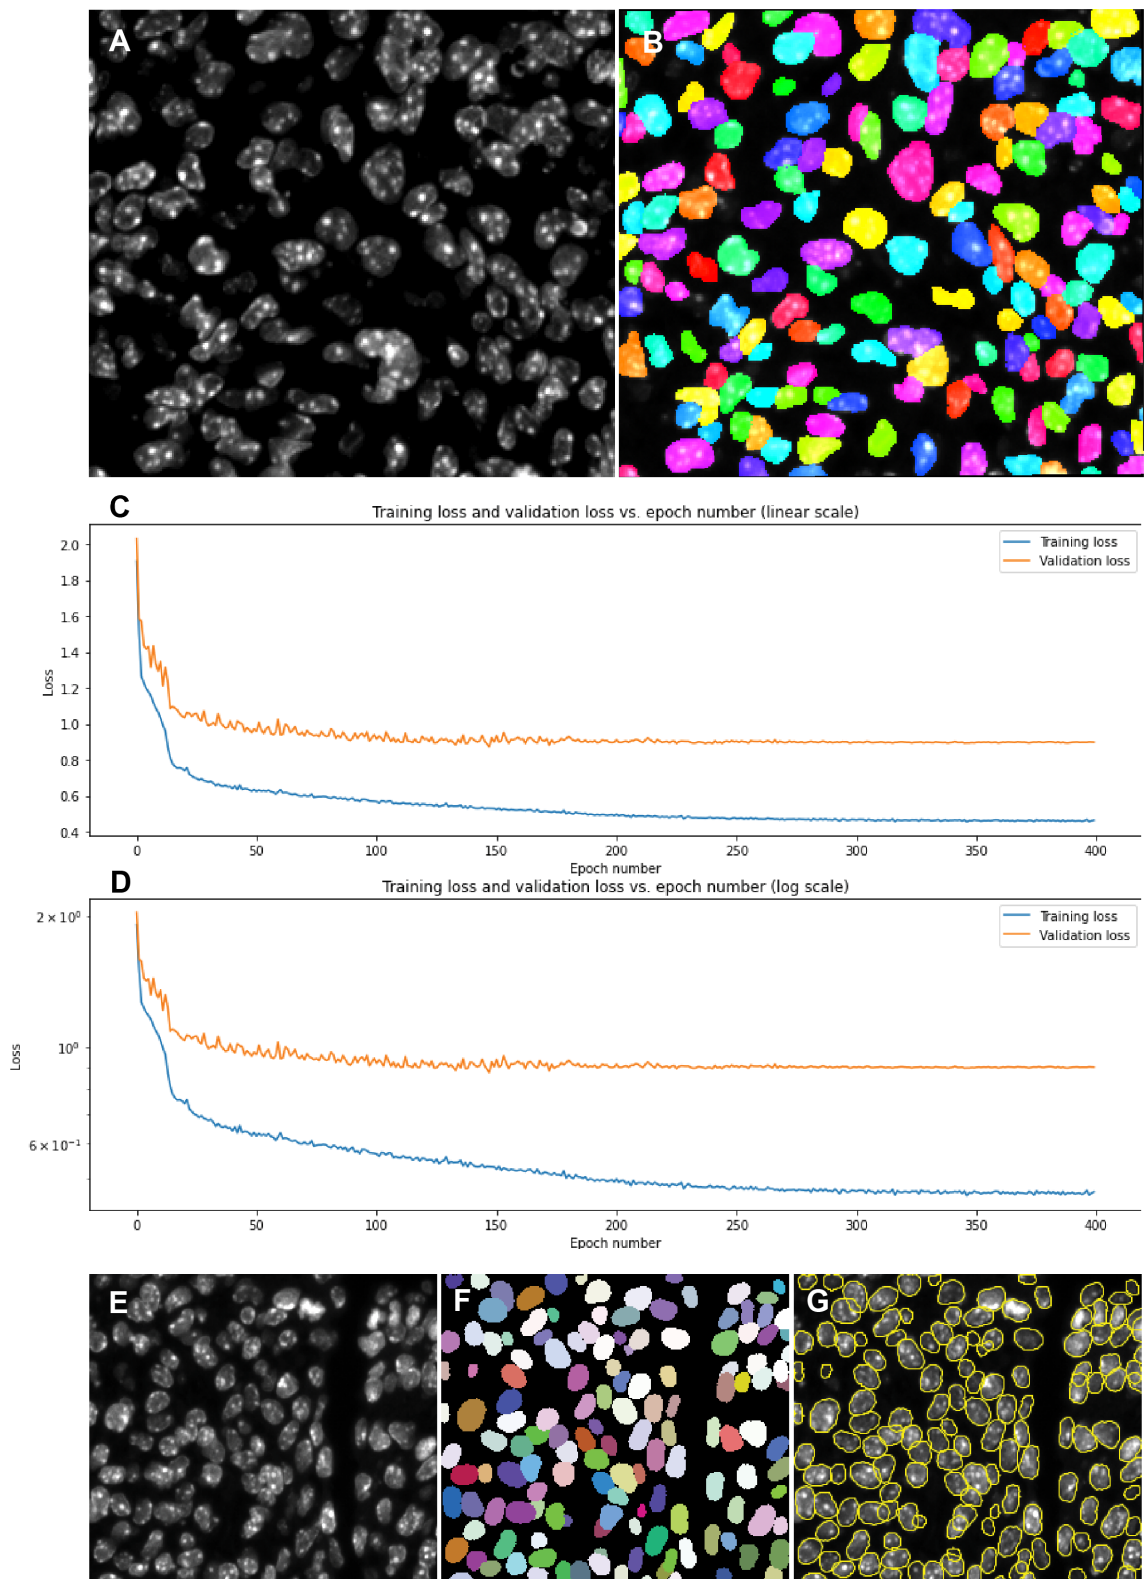 A
B
C
Training loss and validation loss vs. epoch number (linear scale)
Training loss
Validation loss
2.0
1.8
1.6
1.4
1.2
1.0
0.8
0.6
0.4
Loss
0 50 100 150 200 250 300 350 400
Epoch number
D
Training loss and validation loss vs. epoch number (log scale)
Training loss
Validation loss
2 × 10⁰
10⁰
6 × 10⁻¹
Loss
0 50 100 150 200 250 300 350 400
Epoch number
E
F
G